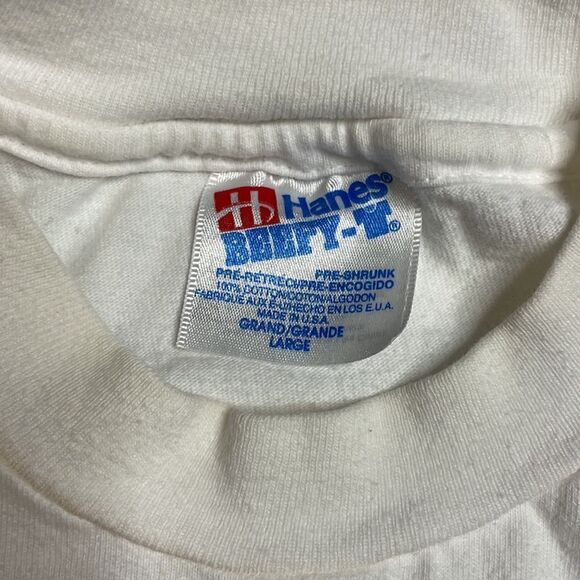 H Hanes®
BEEFY-T®
PRE-RETRECI/PRE-ENCOGIDO PRE-SHRUNK
100% COTTON/COTON/ALGODON
FABRIQUE AUX E-U/HECHO EN LOS E.U.A.
MADE IN U.S.A.
GRAND/GRANDE
LARGE